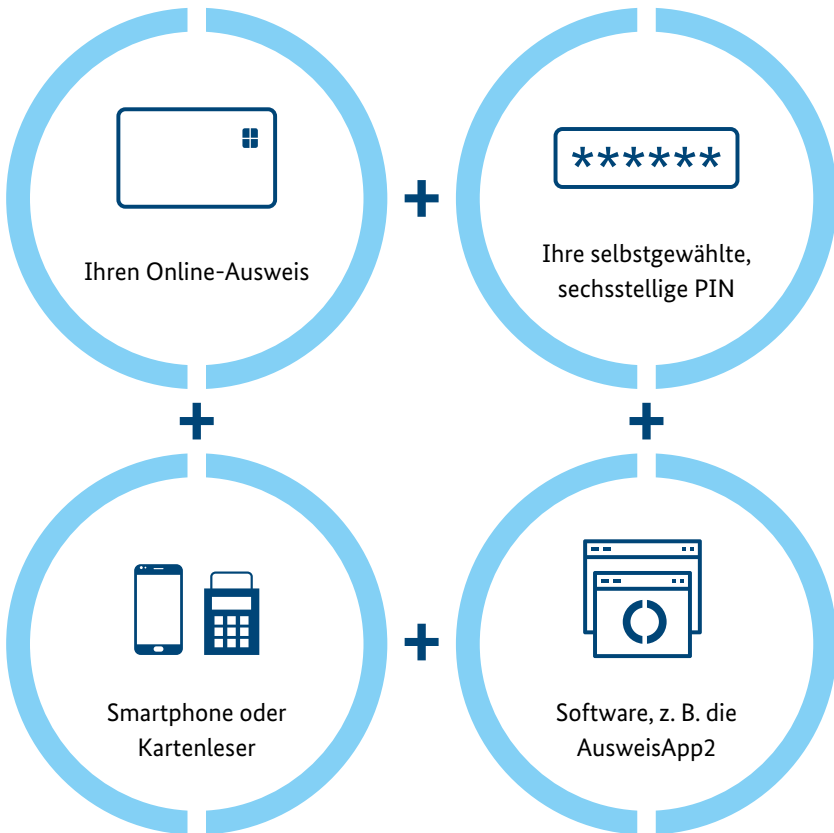 Ihren Online-Ausweis
******
Ihre selbstgewählte,
sechsstellige PIN
Smartphone oder
Kartenleser
Software, z. B. die
AusweisApp2